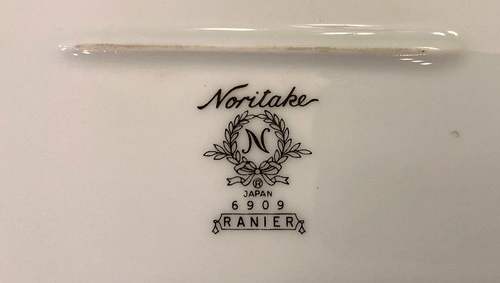 Noritake
N
®
JAPAN
6909
RANIER